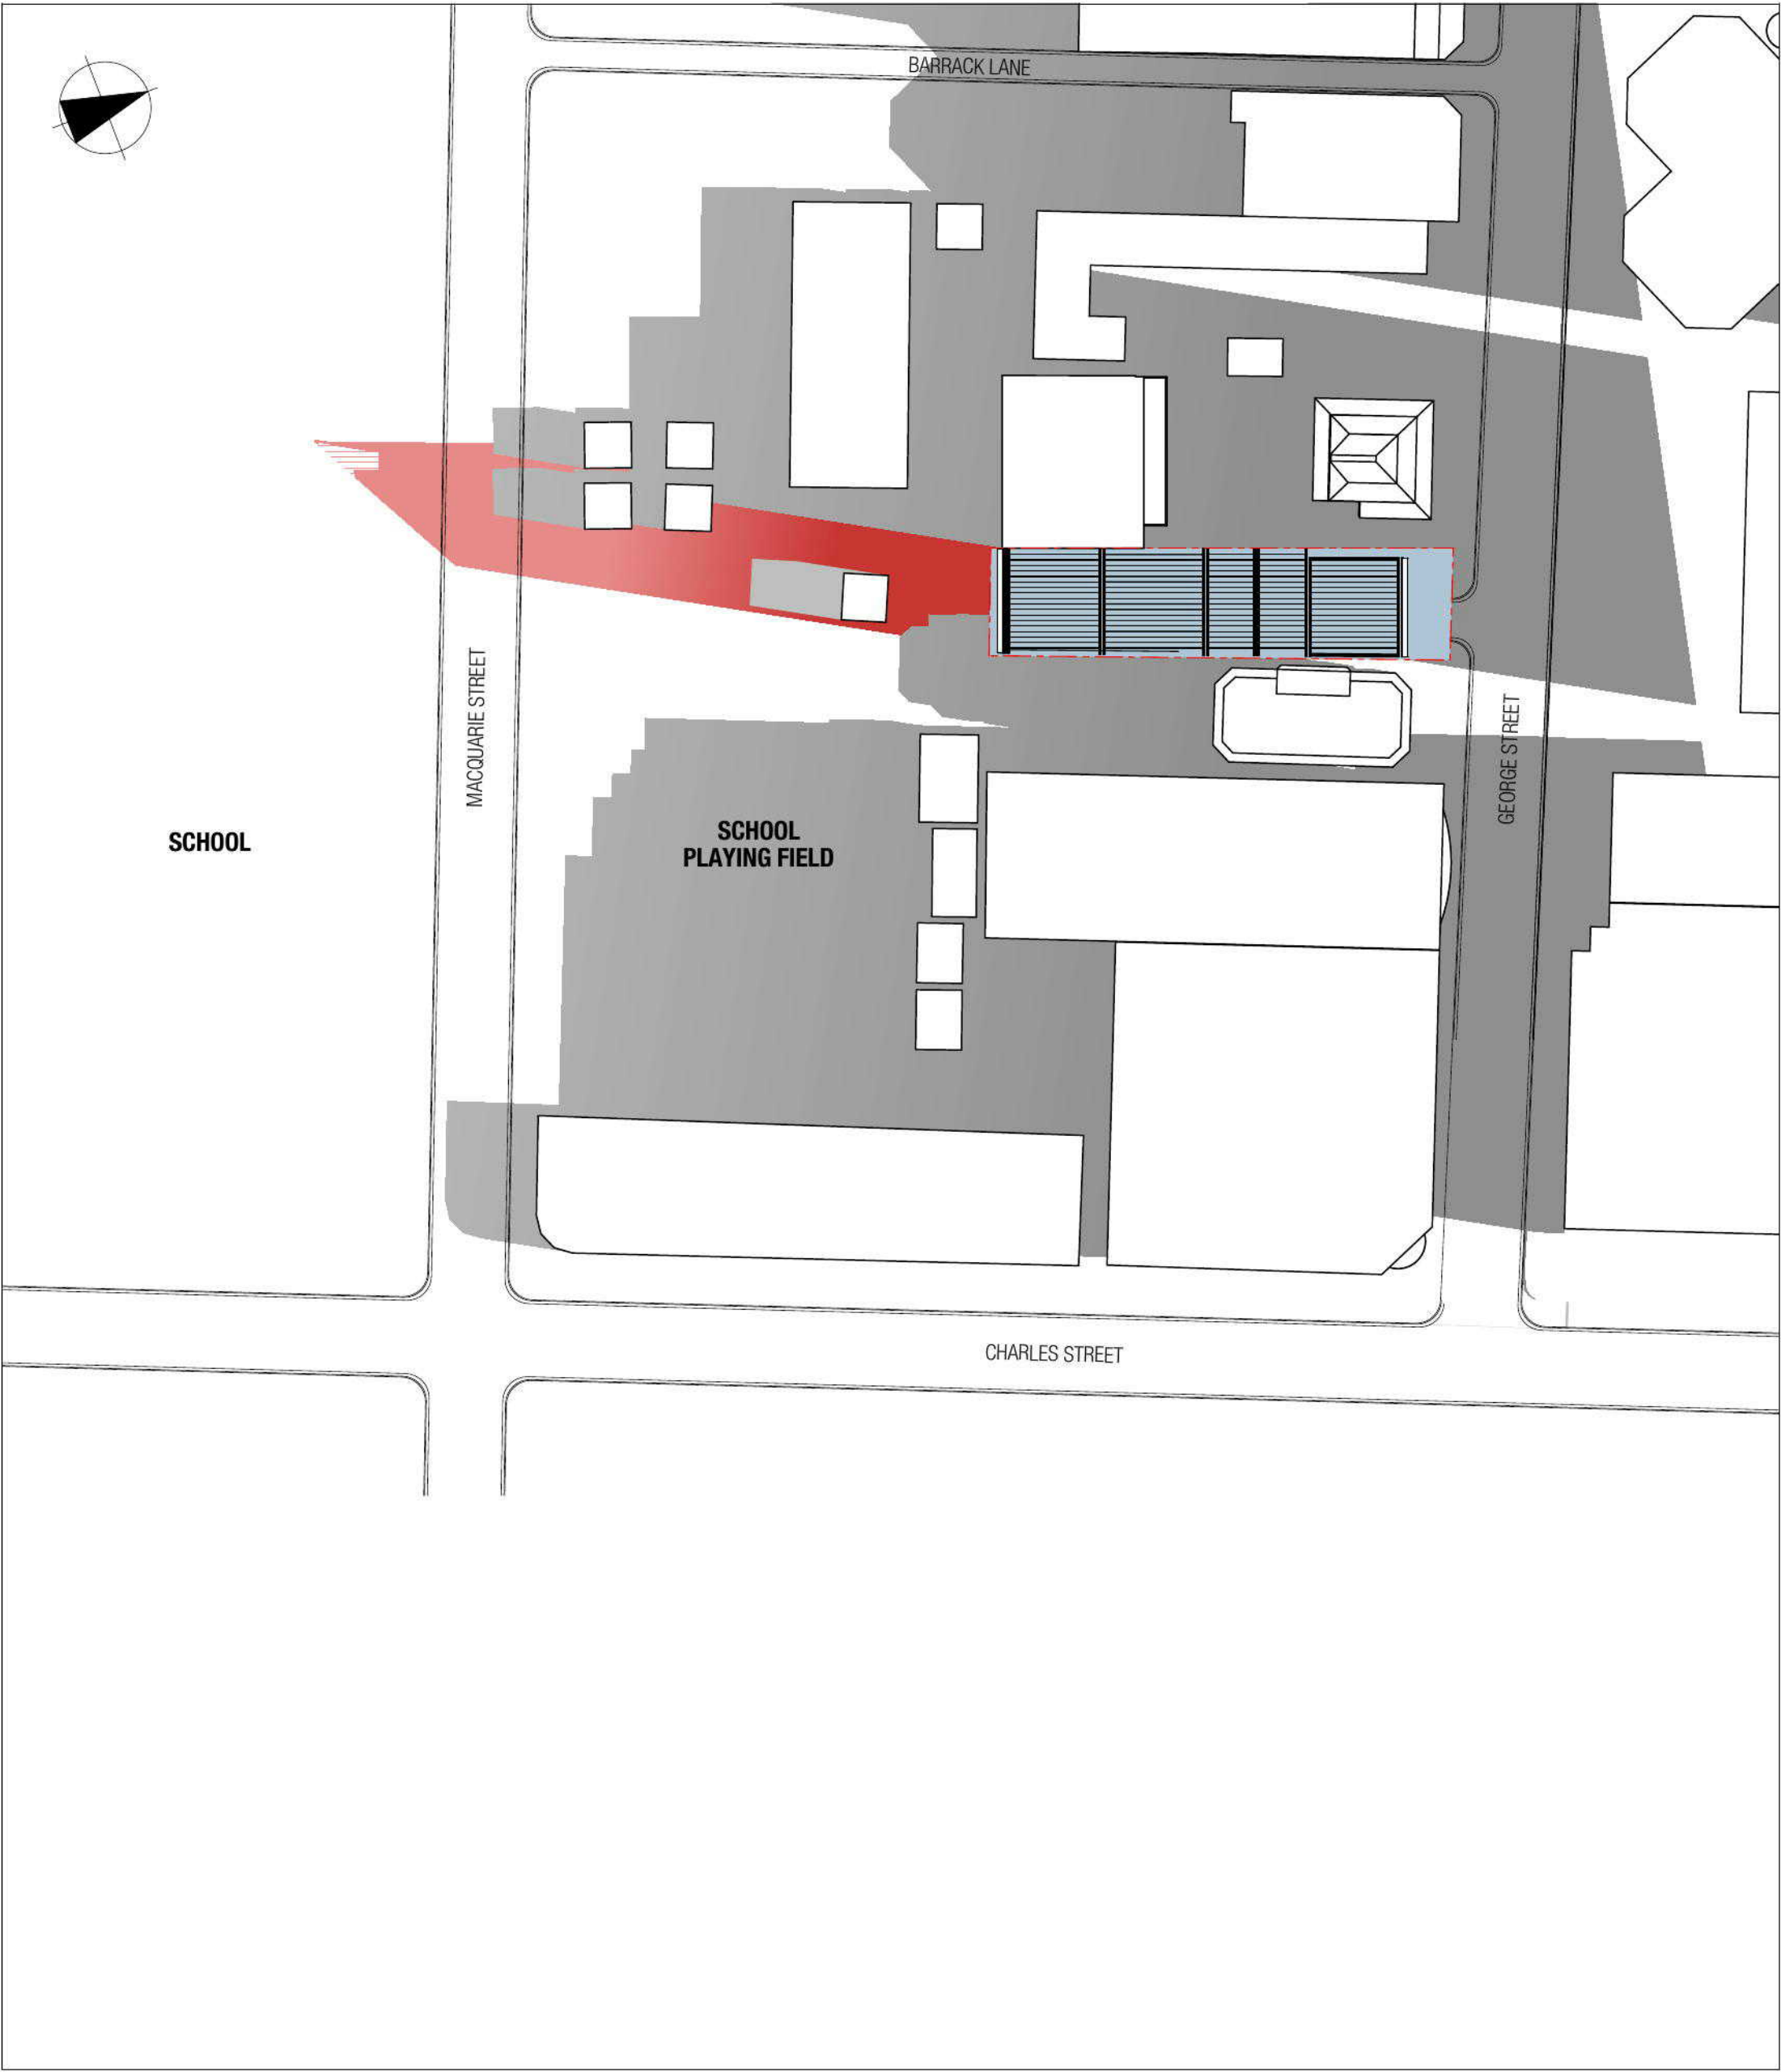 BARRACK LANE
MACQUARIE STREET
GEORGE STREET
SCHOOL
SCHOOL
PLAYING FIELD
CHARLES STREET